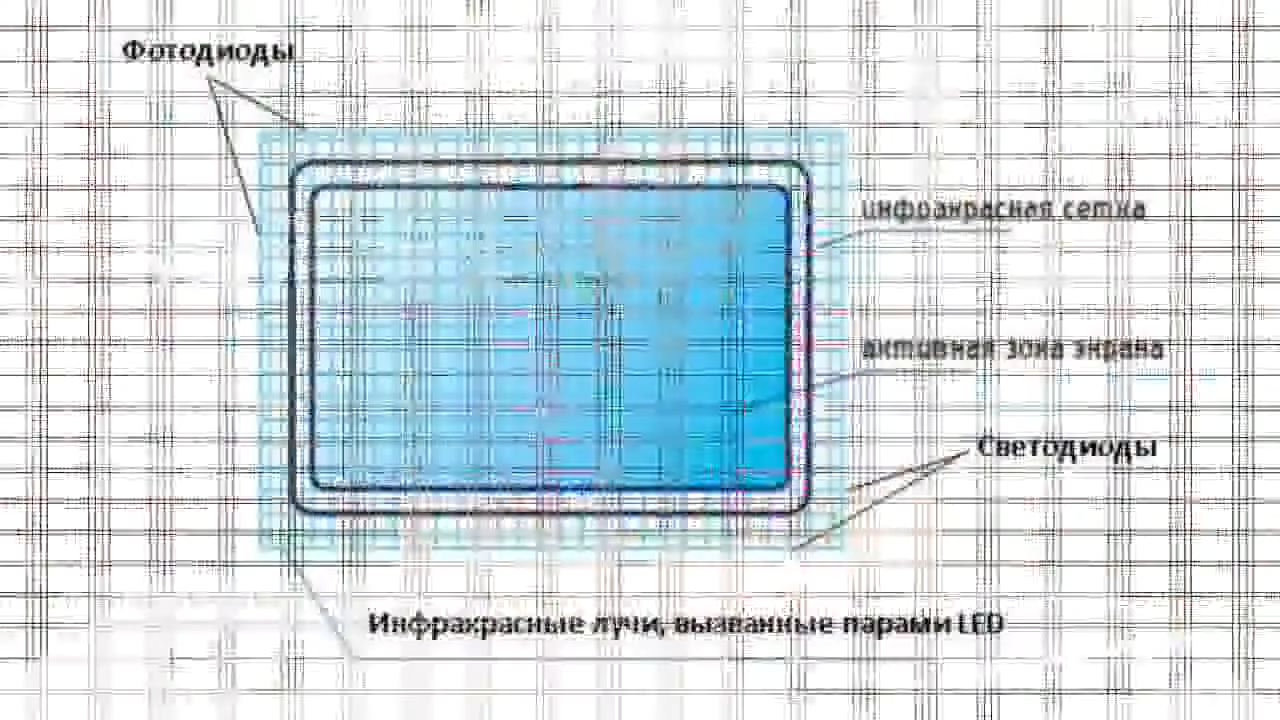 Фотодиоды
инфракрасная сетка
активная зона экрана
Светодиоды
Инфракрасные лучи, вызванные парами LED